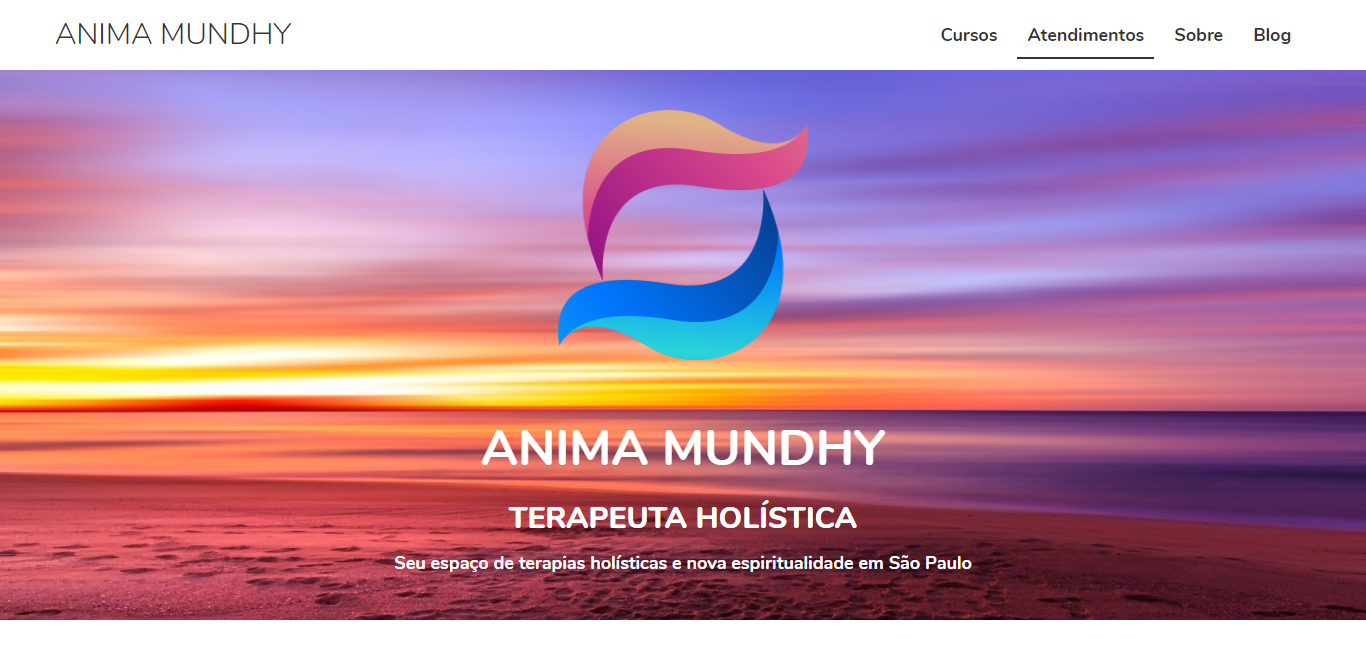 ANIMA MUNDHY
Cursos Atendimentos Sobre Blog
ANIMA MUNDHY
TERAPEUTA HOLÍSTICA
Seu espaço de terapias holísticas e nova espiritualidade em São Paulo